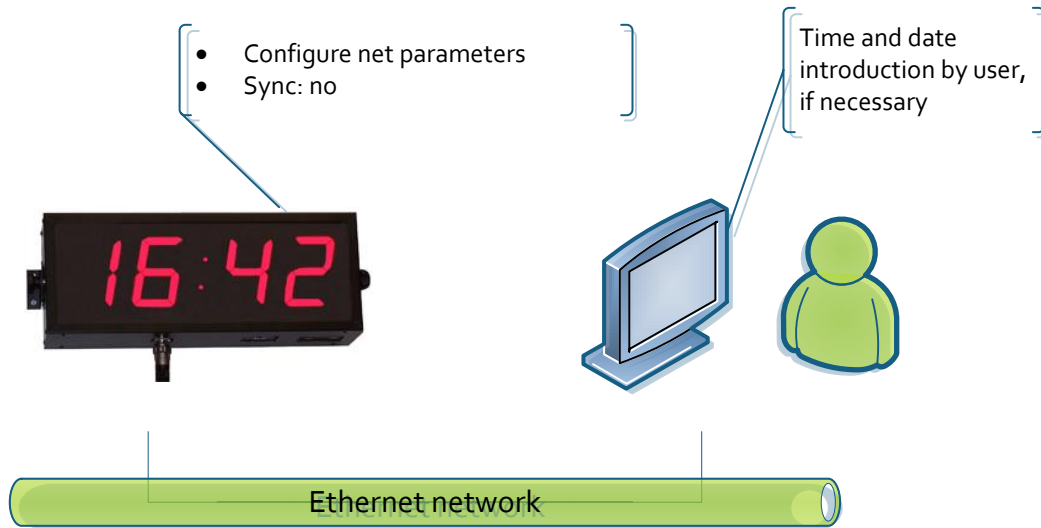 • Configure net parameters
• Sync: no
Time and date
introduction by user,
if necessary
16:42
Ethernet network